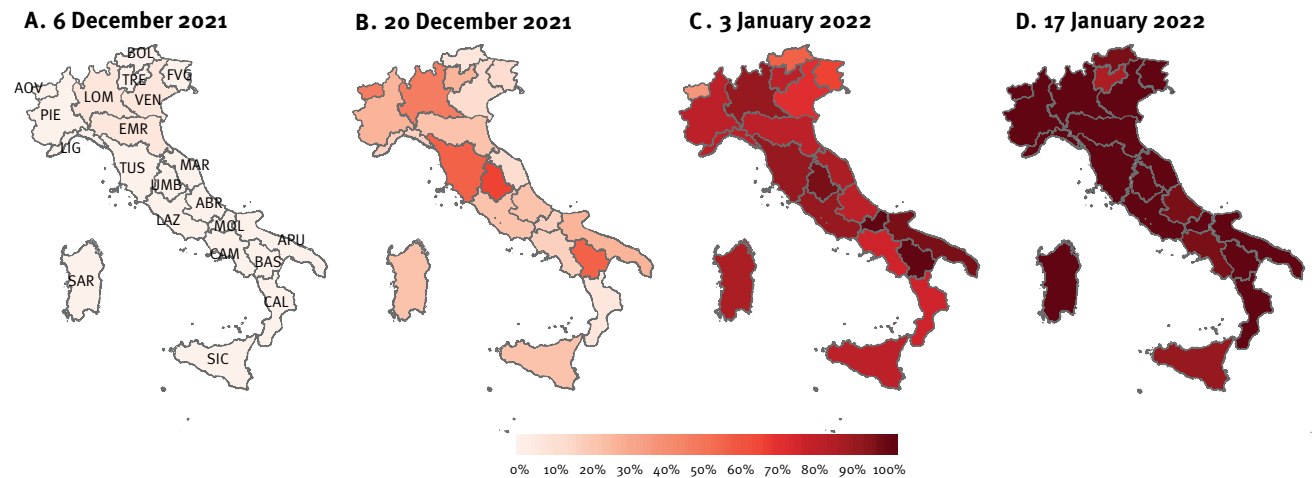 A. 6 December 2021
B. 20 December 2021
C. 3 January 2022
D. 17 January 2022
BOL
TRE
FVG
AOV
LOM
VEN
PIE
EMR
LIG
TUS
MAR
UMB
ABR
LAZ
MOL
APU
CAM
BAS
SAR
CAL
SIC
0% 10% 20% 30% 40% 50% 60% 70% 80% 90% 100%